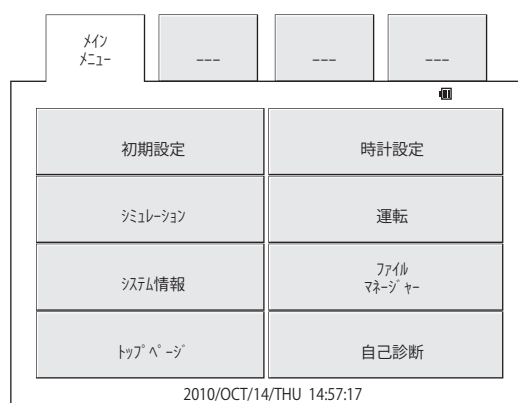 ﾒｲﾝ
ﾒﾆｭｰ
---
---
---
初期設定
時計設定
ｼﾐｭﾚｰｼｮﾝ
運転
ｼｽﾃﾑ情報
ﾌｧｲﾙ
ﾏﾈｰｼﾞｬｰ
ﾄｯﾌﾟﾍﾟｰｼﾞ
自己診断
2010/OCT/14/THU 14:57:17